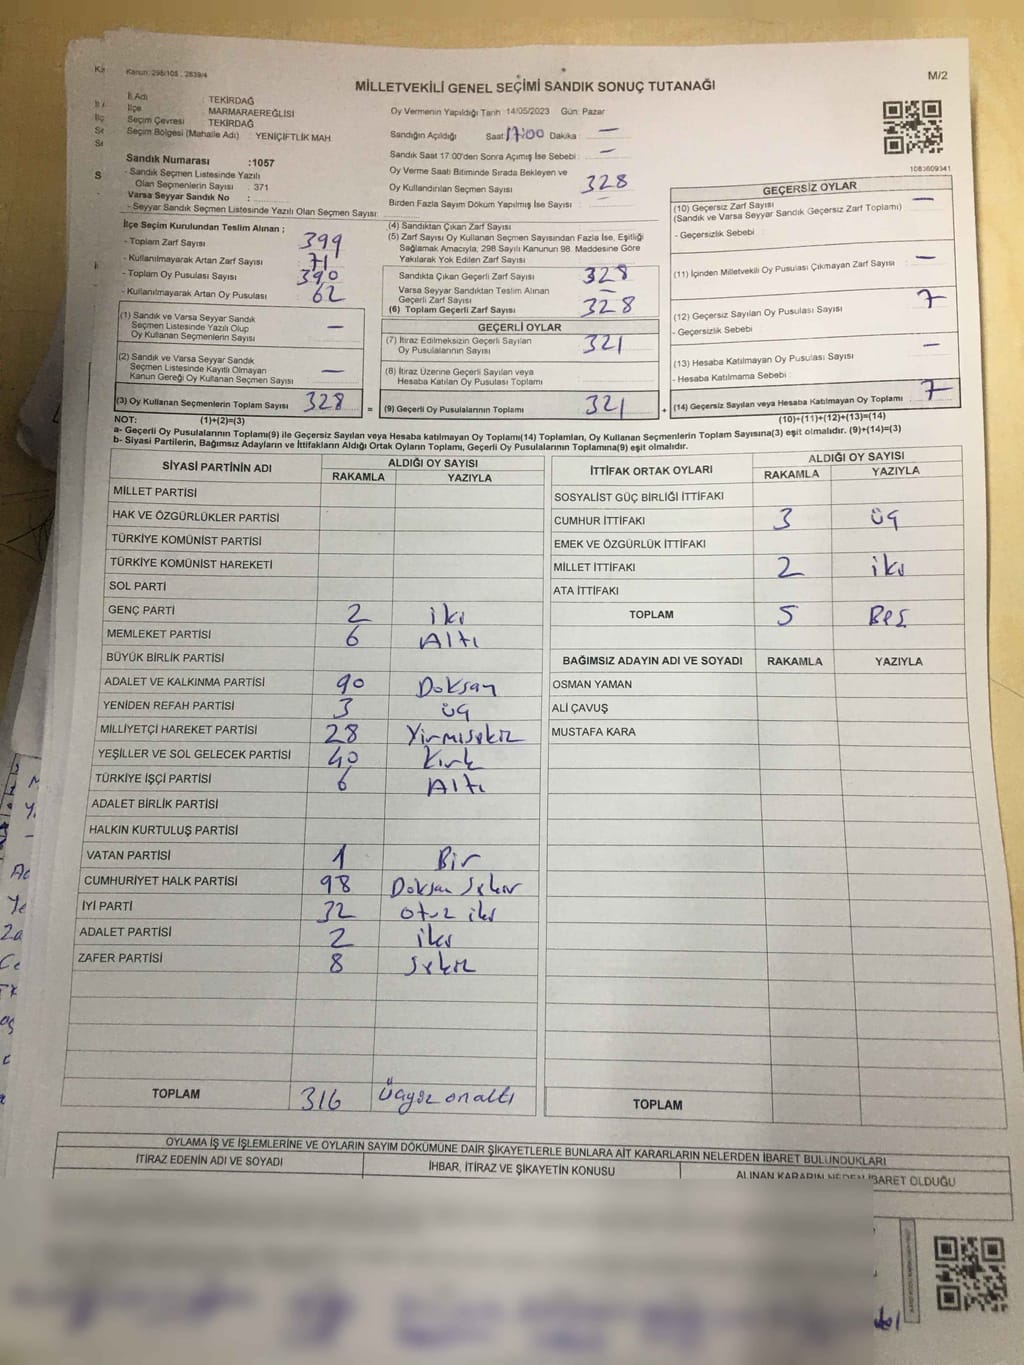 Kanun: 298/105 , 2839/4
M/2
MİLLETVEKİLİ GENEL SEÇİMİ SANDIK SONUÇ TUTANAĞI
İl Adı : TEKİRDAĞ
İlçe : MARMARAEREĞLİSİ
Seçim Çevresi : TEKİRDAĞ
Seçim Bölgesi (Mahalle Adı) : YENİÇİFTLİK MAH.
Sandık Numarası :1057
- Sandık Seçmen Listesinde Yazılı
Olan Seçmenlerin Sayısı : 371
Varsa Seyyar Sandık No :
- Seyyar Sandık Seçmen Listesinde Yazılı Olan Seçmen Sayısı:
Oy Vermenin Yapıldığı Tarih :14/05/2023 Gün: Pazar
Sandığın Açıldığı Saat 17:00 Dakika : —
Sandık Saat 17:00'den Sonra Açılmış İse Sebebi : —
Oy Verme Saati Bitiminde Sırada Bekleyen ve
Oy Kullandırılan Seçmen Sayısı : 328
Birden Fazla Sayım Döküm Yapılmış İse Sayısı :
1083609341
İlçe Seçim Kurulundan Teslim Alınan ;
- Toplam Zarf Sayısı : 399
- Kullanılmayarak Artan Zarf Sayısı : 71
- Toplam Oy Pusulası Sayısı : 390
- Kullanılmayarak Artan Oy Pusulası : 62
(1) Sandık ve Varsa Seyyar Sandık
Seçmen Listesinde Yazılı Olup
Oy Kullanan Seçmenlerin Sayısı : —
(2) Sandık ve Varsa Seyyar Sandık
Seçmen Listesinde Kayıtlı Olmayan
Kanun Gereği Oy Kullanan Seçmen Sayısı : —
(3) Oy Kullanan Seçmenlerin Toplam Sayısı : 328
(4) Sandıktan Çıkan Zarf Sayısı :
(5) Zarf Sayısı Oy Kullanan Seçmen Sayısından Fazla İse, Eşitliği
Sağlamak Amacıyla, 298 Sayılı Kanunun 98. Maddesine Göre
Yakılarak Yok Edilen Zarf Sayısı :
Sandıkta Çıkan Geçerli Zarf Sayısı : 328
Varsa Seyyar Sandıktan Teslim Alınan
Geçerli Zarf Sayısı : —
(6) Toplam Geçerli Zarf Sayısı : 328
GEÇERLİ OYLAR
(7) İtiraz Edilmeksizin Geçerli Sayılan
Oy Pusulalarının Sayısı : 321
(8) İtiraz Üzerine Geçerli Sayılan veya
Hesaba Katılan Oy Pusulası Toplamı :
= (9) Geçerli Oy Pusulalarının Toplamı : 321
GEÇERSİZ OYLAR
(10) Geçersiz Zarf Sayısı : —
(Sandık ve Varsa Seyyar Sandık Geçersiz Zarf Toplamı)
- Geçersizlik Sebebi :
(11) İçinden Milletvekili Oy Pusulası Çıkmayan Zarf Sayısı : —
(12) Geçersiz Sayılan Oy Pusulası Sayısı : 7
- Geçersizlik Sebebi :
(13) Hesaba Katılmayan Oy Pusulası Sayısı : —
- Hesaba Katılmama Sebebi :
+ (14) Geçersiz Sayılan veya Hesaba Katılmayan Oy Toplamı : 7
NOT: (1)+(2)=(3)
(10)+(11)+(12)+(13)=(14)
a- Geçerli Oy Pusulalarının Toplamı(9) ile Geçersiz Sayılan veya Hesaba katılmayan Oy Toplamı(14) Toplamları, Oy Kullanan Seçmenlerin Toplam Sayısına(3) eşit olmalıdır. (9)+(14)=(3)
b- Siyasi Partilerin, Bağımsız Adayların ve İttifakların Aldığı Ortak Oyların Toplamı, Geçerli Oy Pusulalarının Toplamına(9) eşit olmalıdır.
SİYASİ PARTİNİN ADI ALDIĞI OY SAYISI
RAKAMLA YAZIYLA
MİLLET PARTİSİ
HAK VE ÖZGÜRLÜKLER PARTİSİ
TÜRKİYE KOMÜNİST PARTİSİ
TÜRKİYE KOMÜNİST HAREKETİ
SOL PARTİ
GENÇ PARTİ 2 iki
MEMLEKET PARTİSİ 6 Altı
BÜYÜK BİRLİK PARTİSİ
ADALET VE KALKINMA PARTİSİ 90 Doksan
YENİDEN REFAH PARTİSİ 3 üç
MİLLİYETÇİ HAREKET PARTİSİ 28 Yirmisekiz
YEŞİLLER VE SOL GELECEK PARTİSİ 40 Kırk
TÜRKİYE İŞÇİ PARTİSİ 6 Altı
ADALET BİRLİK PARTİSİ
HALKIN KURTULUŞ PARTİSİ
VATAN PARTİSİ 1 Bir
CUMHURİYET HALK PARTİSİ 98 Doksan sekiz
İYİ PARTİ 32 otuz iki
ADALET PARTİSİ 2 iki
ZAFER PARTİSİ 8 sekiz
TOPLAM 316 üçyüz onaltı
İTTİFAK ORTAK OYLARI ALDIĞI OY SAYISI
RAKAMLA YAZIYLA
SOSYALİST GÜÇ BİRLİĞİ İTTİFAKI
CUMHUR İTTİFAKI 3 üç
EMEK VE ÖZGÜRLÜK İTTİFAKI
MİLLET İTTİFAKI 2 iki
ATA İTTİFAKI
TOPLAM 5 Beş
BAĞIMSIZ ADAYIN ADI VE SOYADI RAKAMLA YAZIYLA
OSMAN YAMAN
ALİ ÇAVUŞ
MUSTAFA KARA
TOPLAM
OYLAMA İŞ VE İŞLEMLERİNE VE OYLARIN SAYIM DÖKÜMÜNE DAİR ŞİKAYETLERLE BUNLARA AİT KARARLARIN NELERDEN İBARET BULUNDUKLARI
İTİRAZ EDENİN ADI VE SOYADI İHBAR, İTİRAZ VE ŞİKAYETİN KONUSU ALINAN KARARIN NEDEN İBARET OLDUĞU